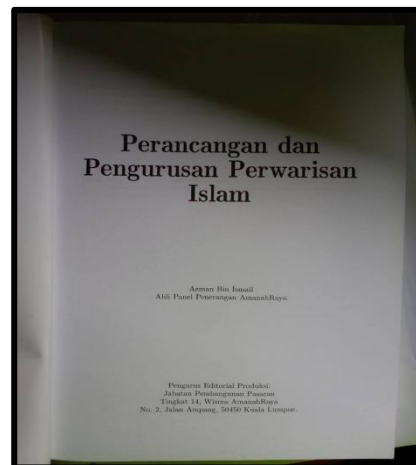 Perancangan dan
Pengurusan Perwarisan
Islam
Azman Bin Ismail
Ahli Panel Penerangan AmanahRaya
Pengurus Editorial Produksi:
Jabatan Pembangunan Pasaran
Tingkat 14, Wisma AmanahRaya
No. 2, Jalan Ampang, 50450 Kuala Lumpur.